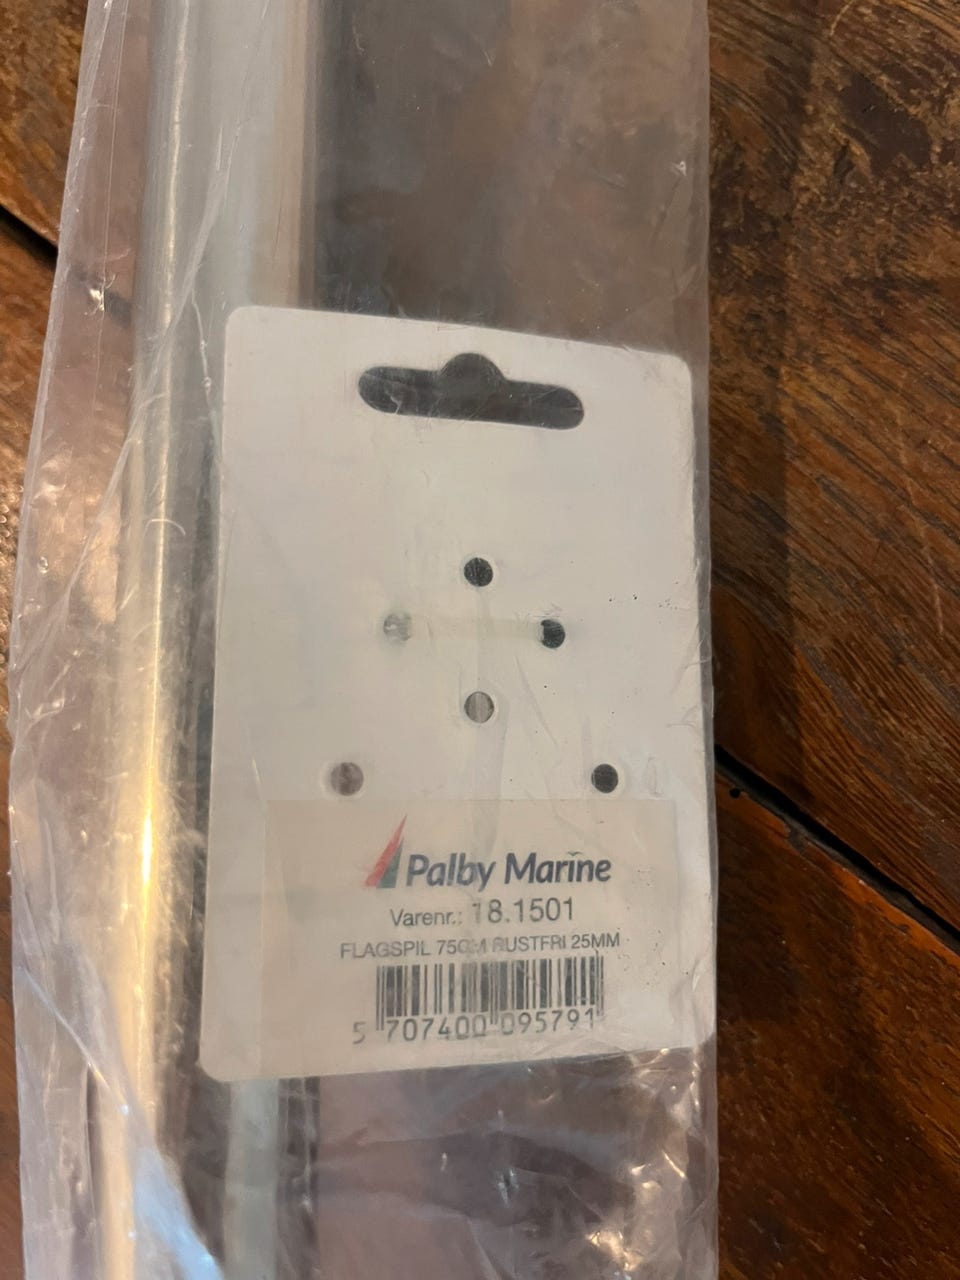 Palby Marine
Varenr.: 18.1501
FLAGSPIL 75CM RUSTFRI 25MM
5 707400 095791